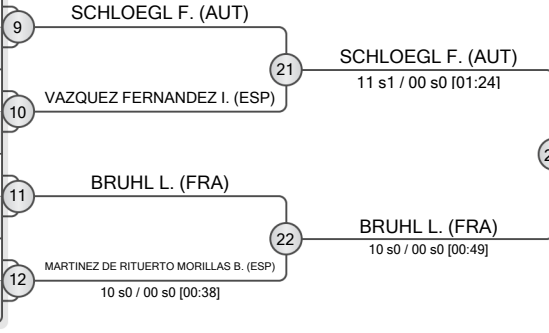 SCHLOEGL F. (AUT)
9
21
SCHLOEGL F. (AUT)
11 s1 / 00 s0 [01:24]
VAZQUEZ FERNANDEZ I. (ESP)
10
BRUHL L. (FRA)
11
22
BRUHL L. (FRA)
10 s0 / 00 s0 [00:49]
MARTINEZ DE RITUERTO MORILLAS B. (ESP)
12
10 s0 / 00 s0 [00:38]